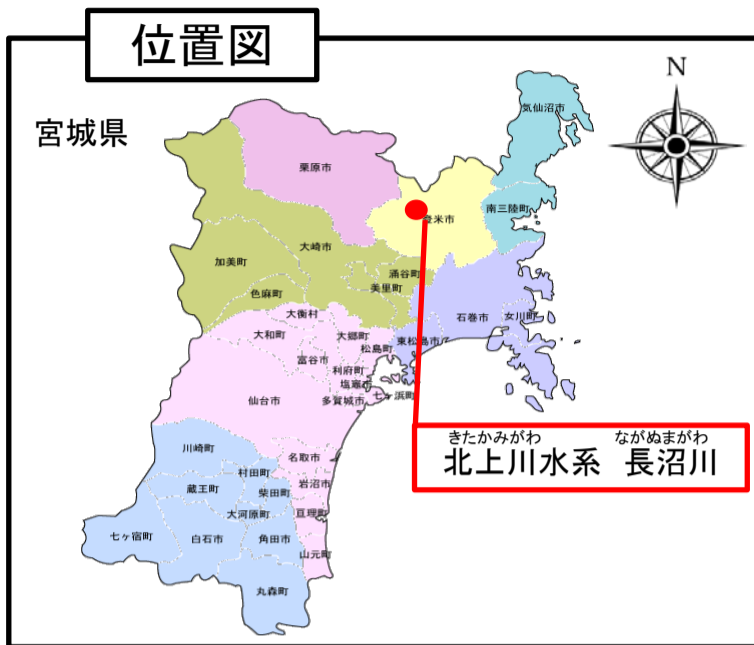 位置図
宮城県
N
気仙沼市
栗原市
南三陸町
登米市
大崎市
加美町
涌谷町
美里町
色麻町
石巻市
女川町
大衡村
大和町
大郷町
東松島市
松島町
富谷市
利府町
塩竈市
七ヶ浜町
仙台市
多賀城市
きたかみがわ ながぬまがわ
北上川水系 長沼川
川崎町
名取市
村田町
岩沼市
蔵王町
柴田町
大河原町
亘理町
七ヶ宿町
白石市
角田市
山元町
丸森町